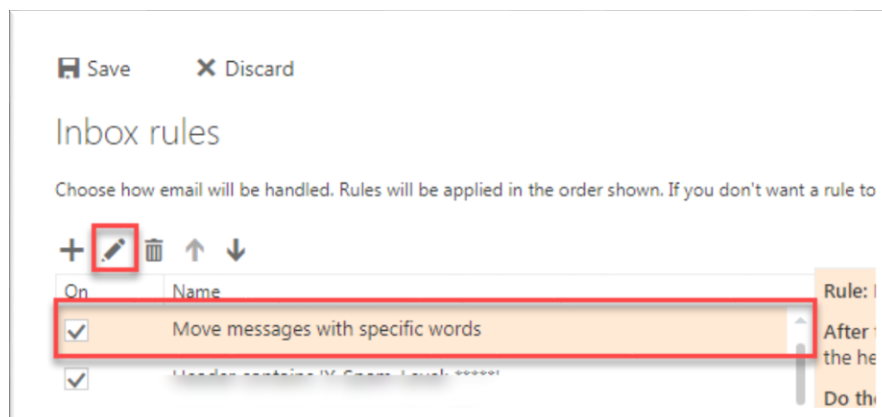 Save Discard
Inbox rules
Choose how email will be handled. Rules will be applied in the order shown. If you don't want a rule to
On Name
Rule:
Move messages with specific words
After
the he
Do the